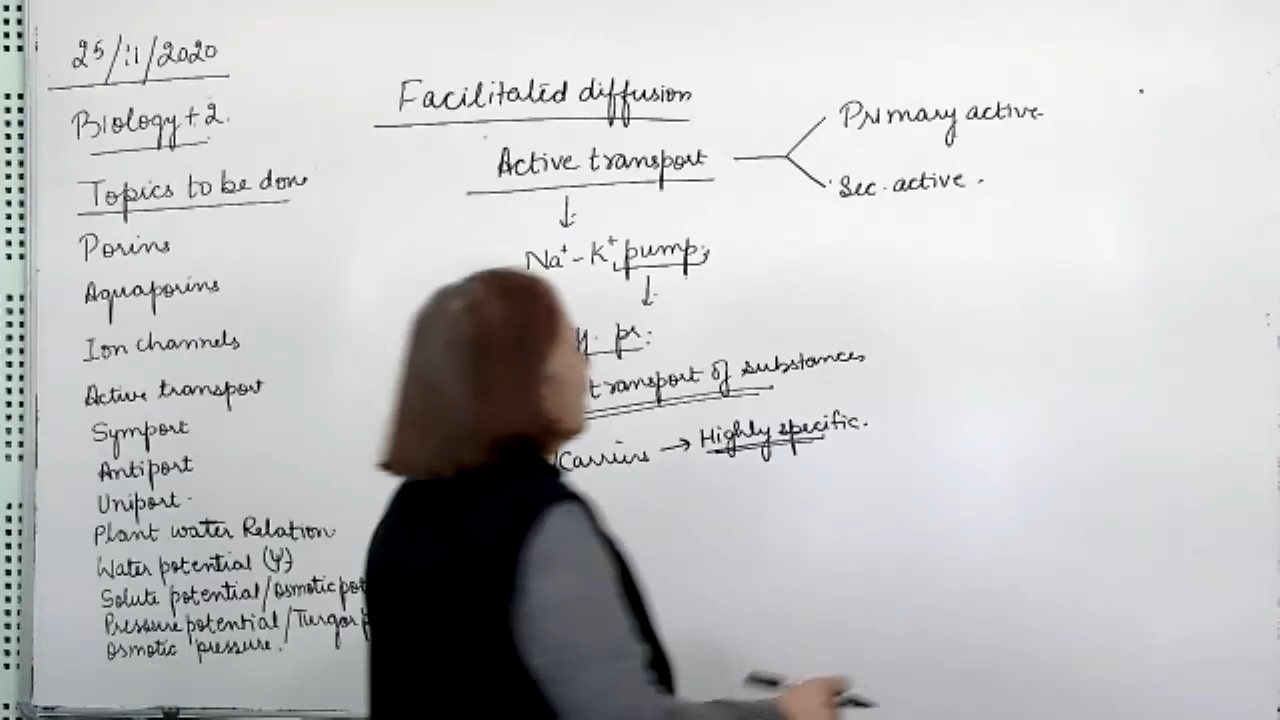 25/11/2020
Biology +2.
Topics to be done
Porins
Aquaporins
Ion channels
Active transport
Symport
Antiport
Uniport
Plant water Relation
Water potential (Ψ)
Solute potential/Osmotic pot
Pressure potential/Turgor p
Osmotic pressure.
Facilitated diffusion
Active transport
Primary active
Sec. active.
Na⁺-K⁺ pump;
↓
pr.
transport of substances
Carriers → Highly specific.